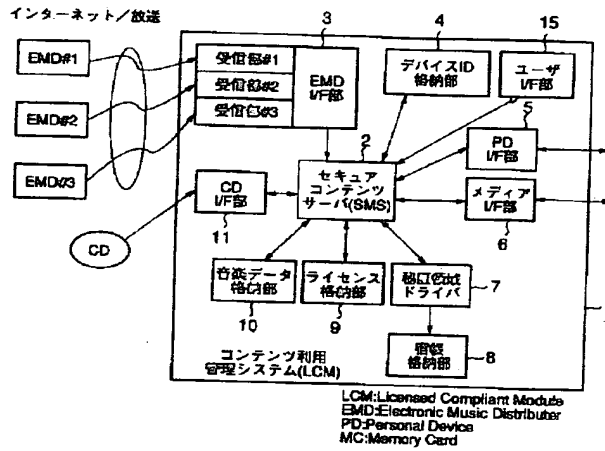 インターネット/放送
3
4
15
EMD#1
EMD#2
EMD#3
CD
受信部#1
受信部#2
受信部#3
EMD
I/F部
デバイスID
格納部
ユーザ
I/F部
5
PD
I/F部
2
セキュア
コンテンツ
サーバ(SMS)
CD
I/F部
11
メディア
I/F部
6
音楽データ
格納部
10
ライセンス
格納部
9
秘匿領域
ドライバ
7
格納部
8
コンテンツ利用
管理システム(LCM)
LCM:Licensed Compliant Module
EMD:Electronic Music Distributer
PD:Personal Device
MC:Memory Card